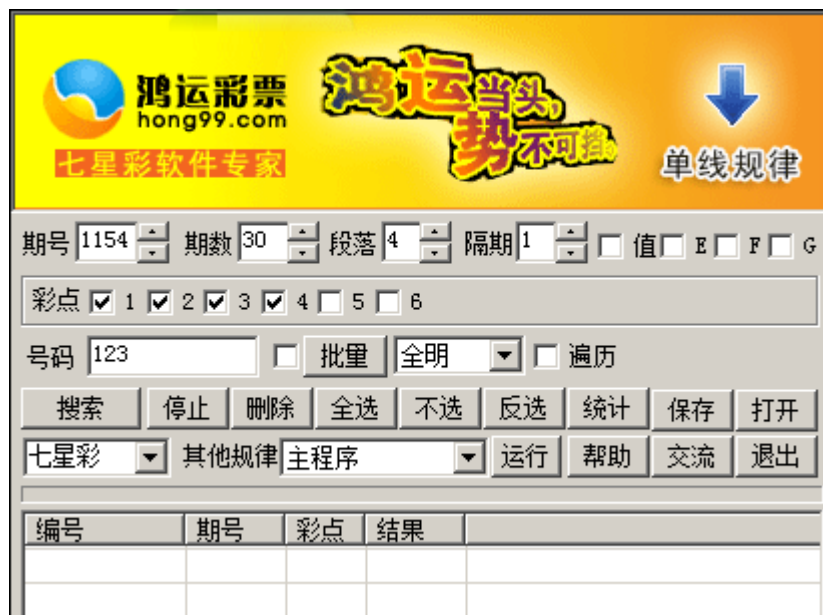 鸿运彩票
hong99.com
七星彩软件专家
鸿运当头,
势不可挡
单线规律
期号 1154 期数 30 段落 4 隔期 1 值 E F G
彩点 1 2 3 4 5 6
号码 123 批里 全明 遍历
搜索 停止 删除 全选 不选 反选 统计 保存 打开
七星彩 其他规律 主程序 运行 帮助 交流 退出
编号 期号 彩点 结果